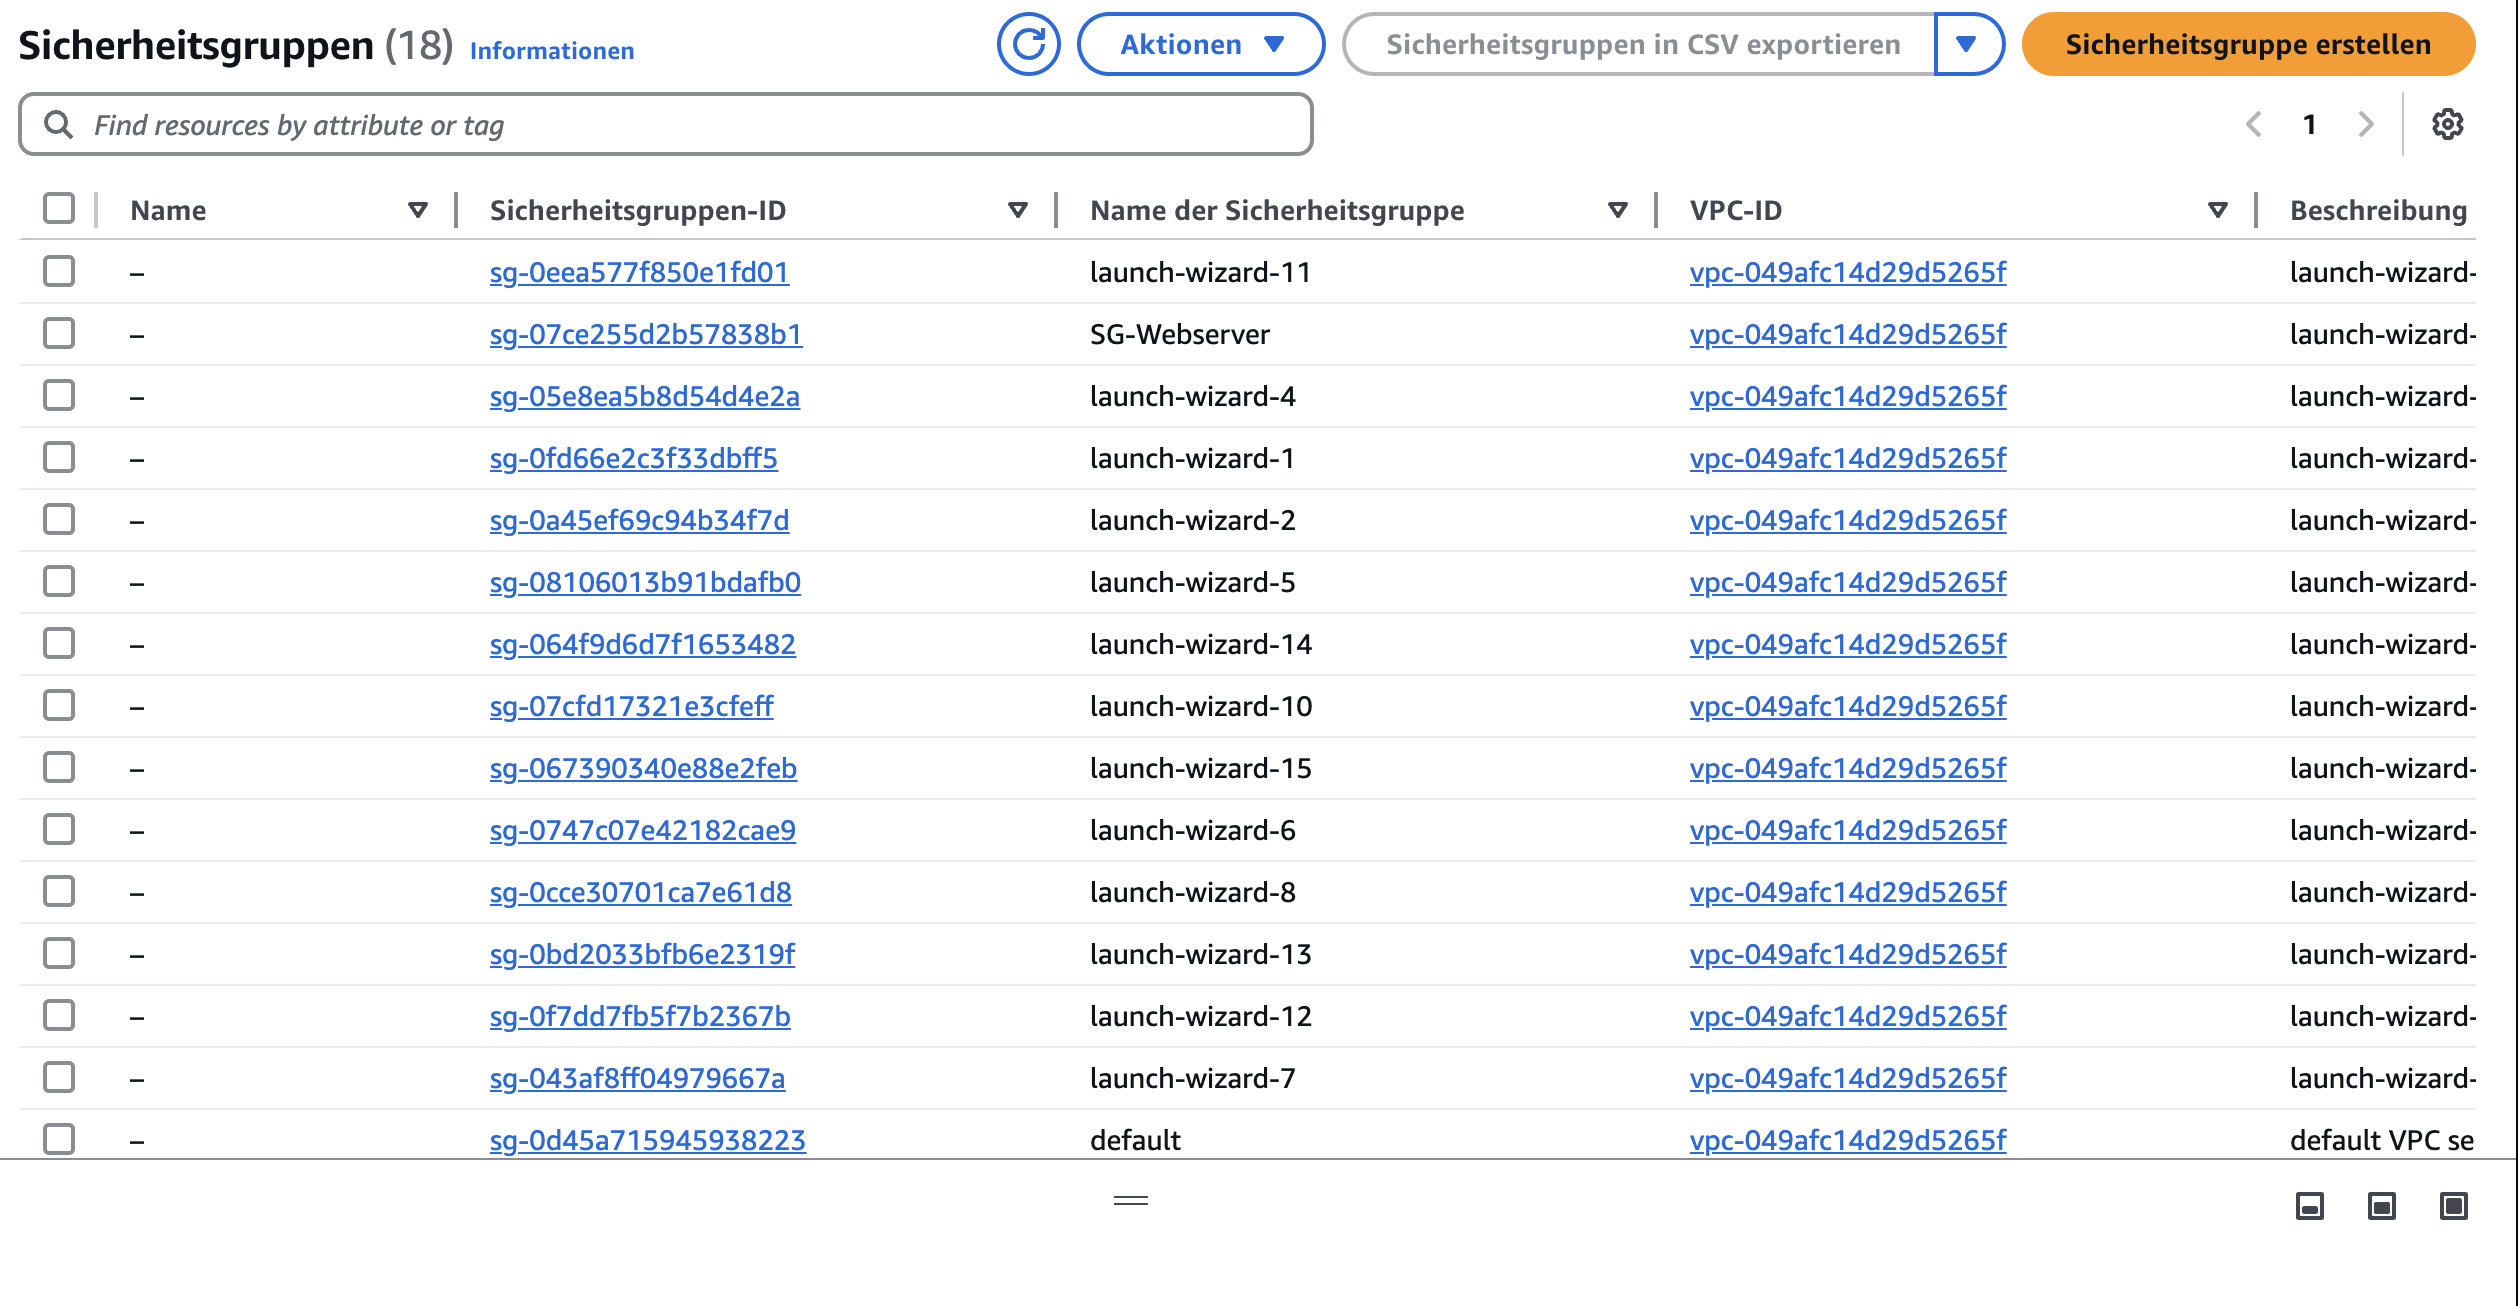 Sicherheitsgruppen (18) Informationen Aktionen Sicherheitsgruppen in CSV exportieren Sicherheitsgruppe erstellen
Find resources by attribute or tag 1
Name Sicherheitsgruppen-ID Name der Sicherheitsgruppe VPC-ID Beschreibung
– sg-0eea577f850e1fd01 launch-wizard-11 vpc-049afc14d29d5265f launch-wizard-
– sg-07ce255d2b57838b1 SG-Webserver vpc-049afc14d29d5265f launch-wizard-
– sg-05e8ea5b8d54d4e2a launch-wizard-4 vpc-049afc14d29d5265f launch-wizard-
– sg-0fd66e2c3f33dbff5 launch-wizard-1 vpc-049afc14d29d5265f launch-wizard-
– sg-0a45ef69c94b34f7d launch-wizard-2 vpc-049afc14d29d5265f launch-wizard-
– sg-08106013b91bdafb0 launch-wizard-5 vpc-049afc14d29d5265f launch-wizard-
– sg-064f9d6d7f1653482 launch-wizard-14 vpc-049afc14d29d5265f launch-wizard-
– sg-07cfd17321e3cfeff launch-wizard-10 vpc-049afc14d29d5265f launch-wizard-
– sg-067390340e88e2feb launch-wizard-15 vpc-049afc14d29d5265f launch-wizard-
– sg-0747c07e42182cae9 launch-wizard-6 vpc-049afc14d29d5265f launch-wizard-
– sg-0cce30701ca7e61d8 launch-wizard-8 vpc-049afc14d29d5265f launch-wizard-
– sg-0bd2033bfb6e2319f launch-wizard-13 vpc-049afc14d29d5265f launch-wizard-
– sg-0f7dd7fb5f7b2367b launch-wizard-12 vpc-049afc14d29d5265f launch-wizard-
– sg-043af8ff04979667a launch-wizard-7 vpc-049afc14d29d5265f launch-wizard-
– sg-0d45a715945938223 default vpc-049afc14d29d5265f default VPC se